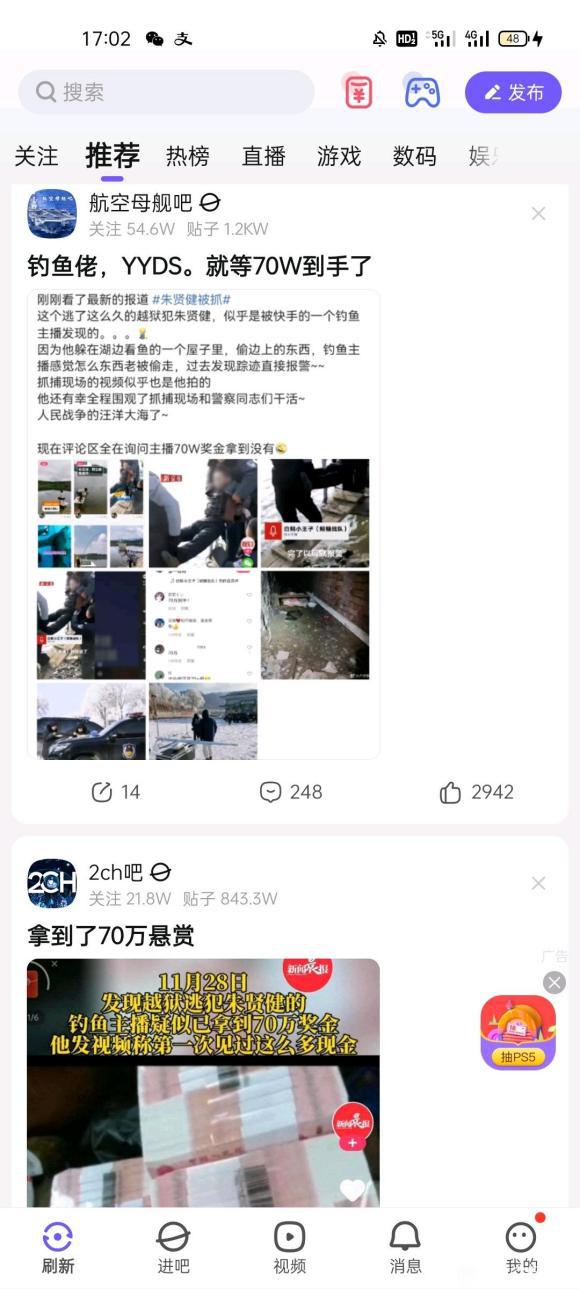 17:02
HD2
5G
4G
48
搜索
发布
关注 推荐 热榜 直播 游戏 数码 娱
航空母舰吧
关注 54.6W 贴子 1.2KW
钓鱼佬，YYDS。就等70W到手了
刚刚看了最新的报道 #朱贤健被抓#
这个逃了这么久的越狱犯朱贤健，似乎是被快手的一个钓鱼
主播发现的。。。
因为他躲在湖边看鱼的一个屋子里，偷边上的东西，钓鱼主
播感觉怎么东西老被偷走，过去发现踪迹直接报警~~
抓捕现场的视频似乎也是他拍的
他还有幸全程围观了抓捕现场和警察同志们干活~
人民战争的汪洋大海了~
现在评论区全在询问主播70W奖金拿到没有
14
248
2942
2ch吧
关注 21.8W 贴子 843.3W
拿到了70万悬赏
广告
1/6
新闻晨报
11月28日
发现越狱逃犯朱贤健的
钓鱼主播疑似已拿到70万奖金
他发视频称第一次见过这么多现金
抽PS5
新闻晨报
刷新
进吧
视频
消息
我的